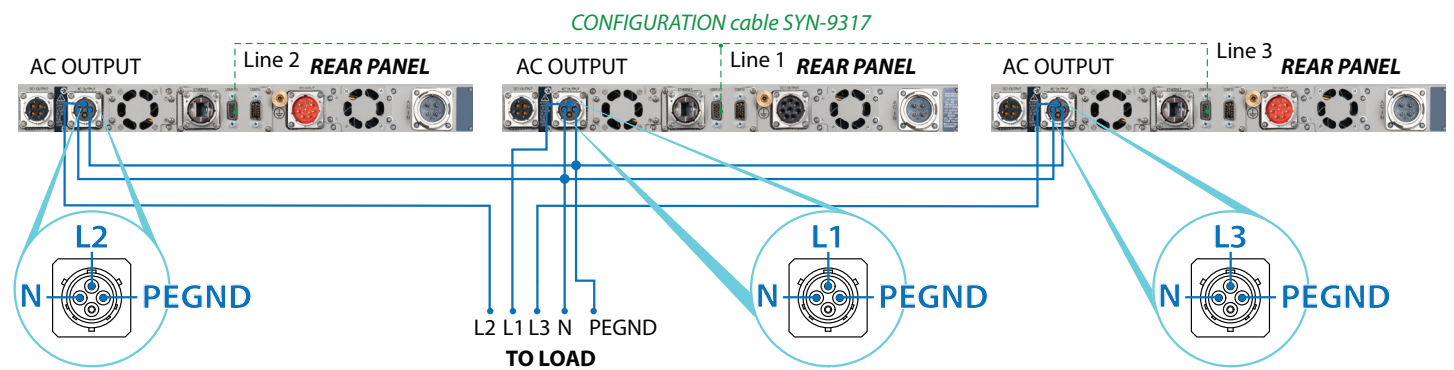 CONFIGURATION cable SYN-9317
AC OUTPUT
Line 2
REAR PANEL
AC OUTPUT
Line 1
REAR PANEL
AC OUTPUT
Line 3
REAR PANEL
L2
N
PEGND
L1
N
PEGND
L3
N
PEGND
L2 L1 L3 N PEGND
TO LOAD